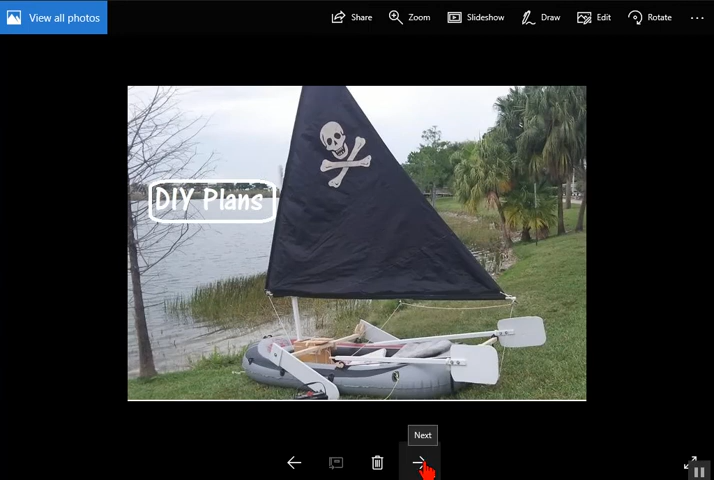 View all photos
Share
Zoom
Slideshow
Draw
Edit
Rotate
DIY Plans
Next